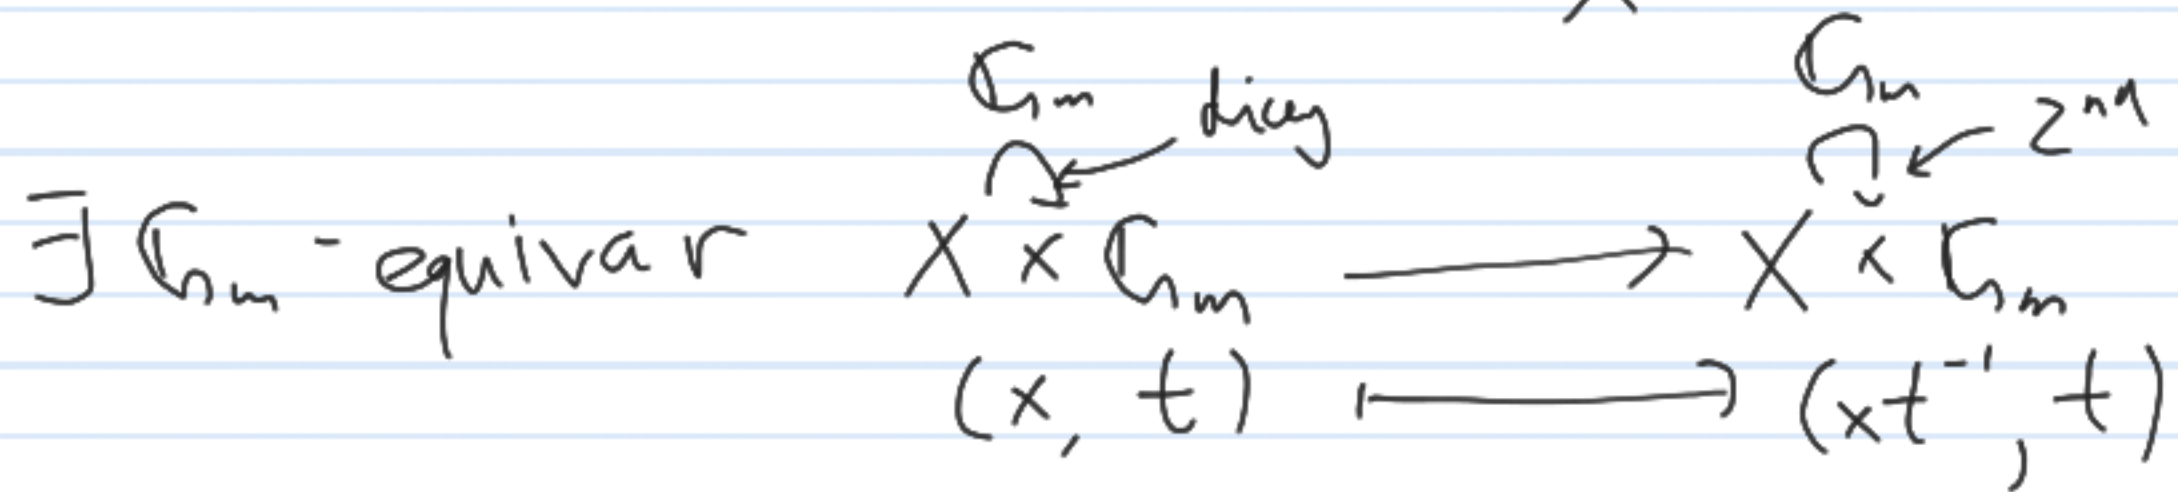 𝔾ₘ diag 𝔾ₘ 2ⁿᵈ
∃ 𝔾ₘ-equivar X × 𝔾ₘ ⟶ X × 𝔾ₘ
(x, t) ⟼ (xt⁻¹, t)